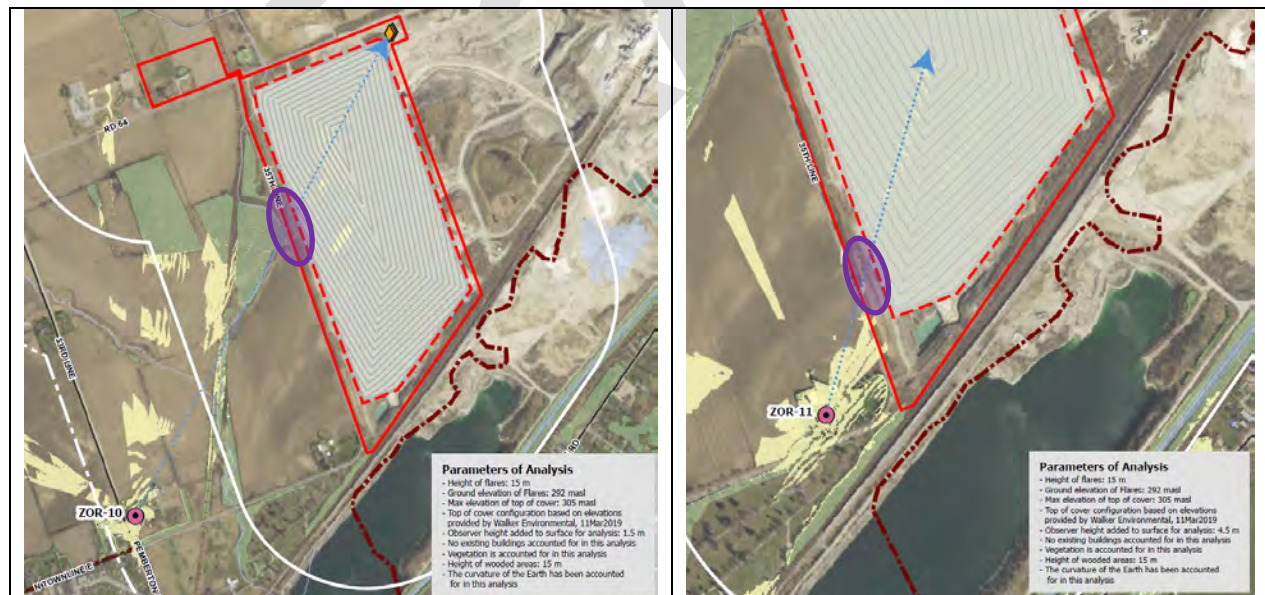 RD 64
35TH LINE
33RD LINE
ZOR-10
PEMBERTON
NITOWNLINE E
RD
Parameters of Analysis
- Height of flares: 15 m
- Ground elevation of Flares: 292 masl
- Max elevation of top of cover: 305 masl
- Top of cover configuration based on elevations
provided by Walker Environmental, 11Mar2019
- Observer height added to surface for analysis: 1.5 m
- No existing buildings accounted for in this analysis
- Vegetation is accounted for in this analysis
- Height of wooded areas: 15 m
- The curvature of the Earth has been accounted
for in this analysis
35TH LINE
ZOR-11
Parameters of Analysis
- Height of flares: 15 m
- Ground elevation of Flares: 292 masl
- Max elevation of top of cover: 305 masl
- Top of cover configuration based on elevations
provided by Walker Environmental, 11Mar2019
- Observer height added to surface for analysis: 4.5 m
- No existing buildings accounted for in this analysis
- Vegetation is accounted for in this analysis
- Height of wooded areas: 15 m
- The curvature of the Earth has been accounted
for in this analysis